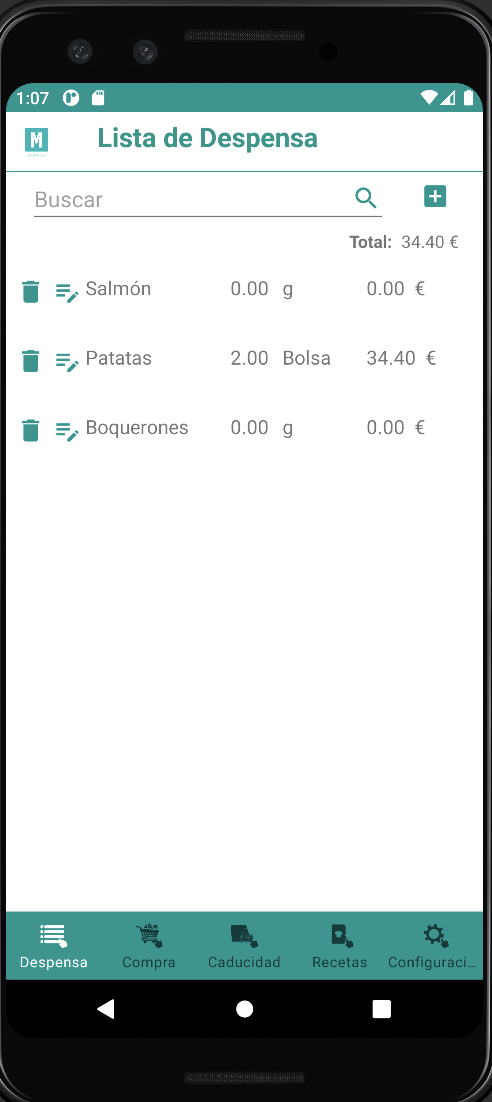 1:07
M
Lista de Despensa
Buscar
Total: 34.40 €
Salmón 0.00 g 0.00 €
Patatas 2.00 Bolsa 34.40 €
Boquerones 0.00 g 0.00 €
Despensa Compra Caducidad Recetas Configuraci...